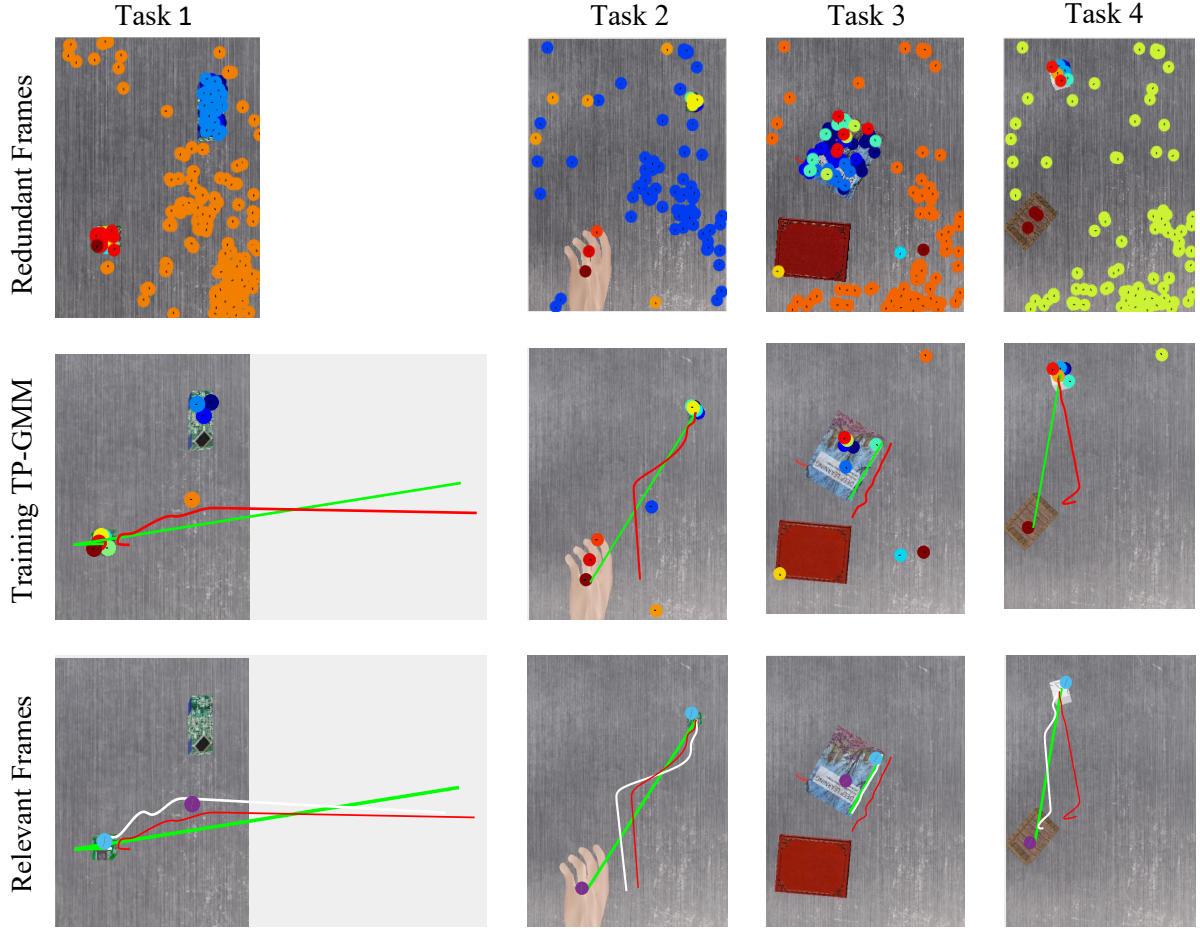 Task 1
Task 2
Task 3
Task 4
Redundant Frames
Training TP-GMM
Relevant Frames